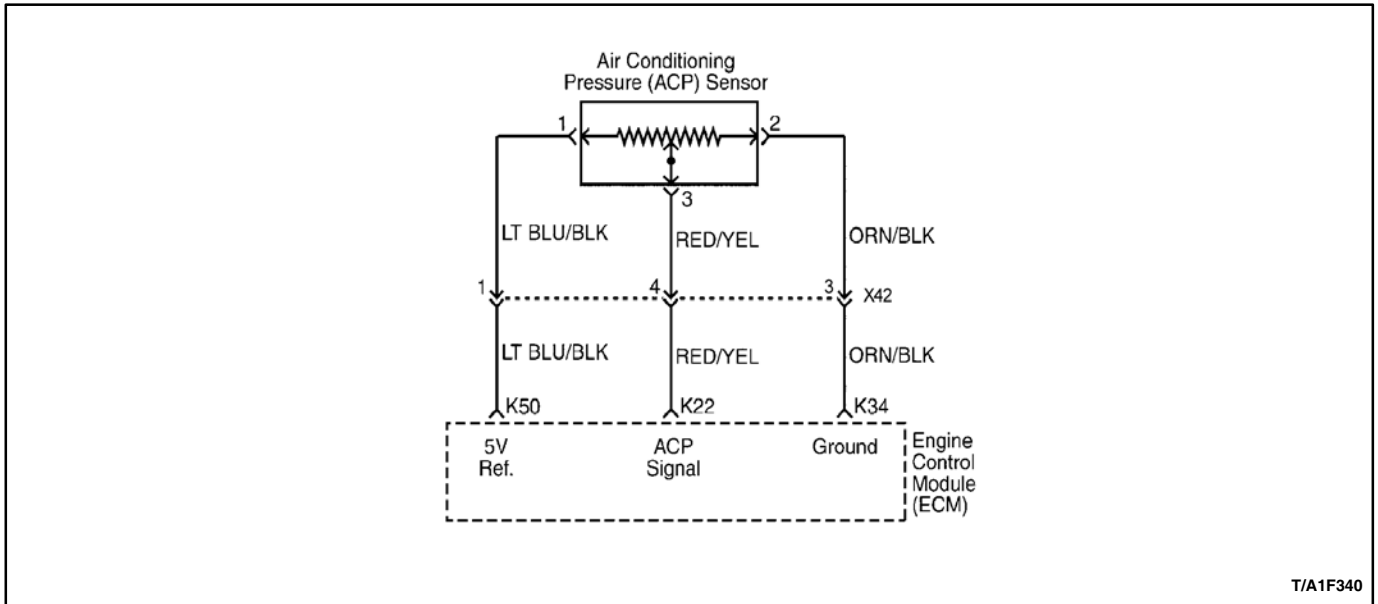 Air Conditioning
Pressure (ACP) Sensor
1
2
3
LT BLU/BLK
RED/YEL
ORN/BLK
1
4
3
X42
LT BLU/BLK
RED/YEL
ORN/BLK
K50
K22
K34
5V
Ref.
ACP
Signal
Ground
Engine
Control
Module
(ECM)
T/A1F340